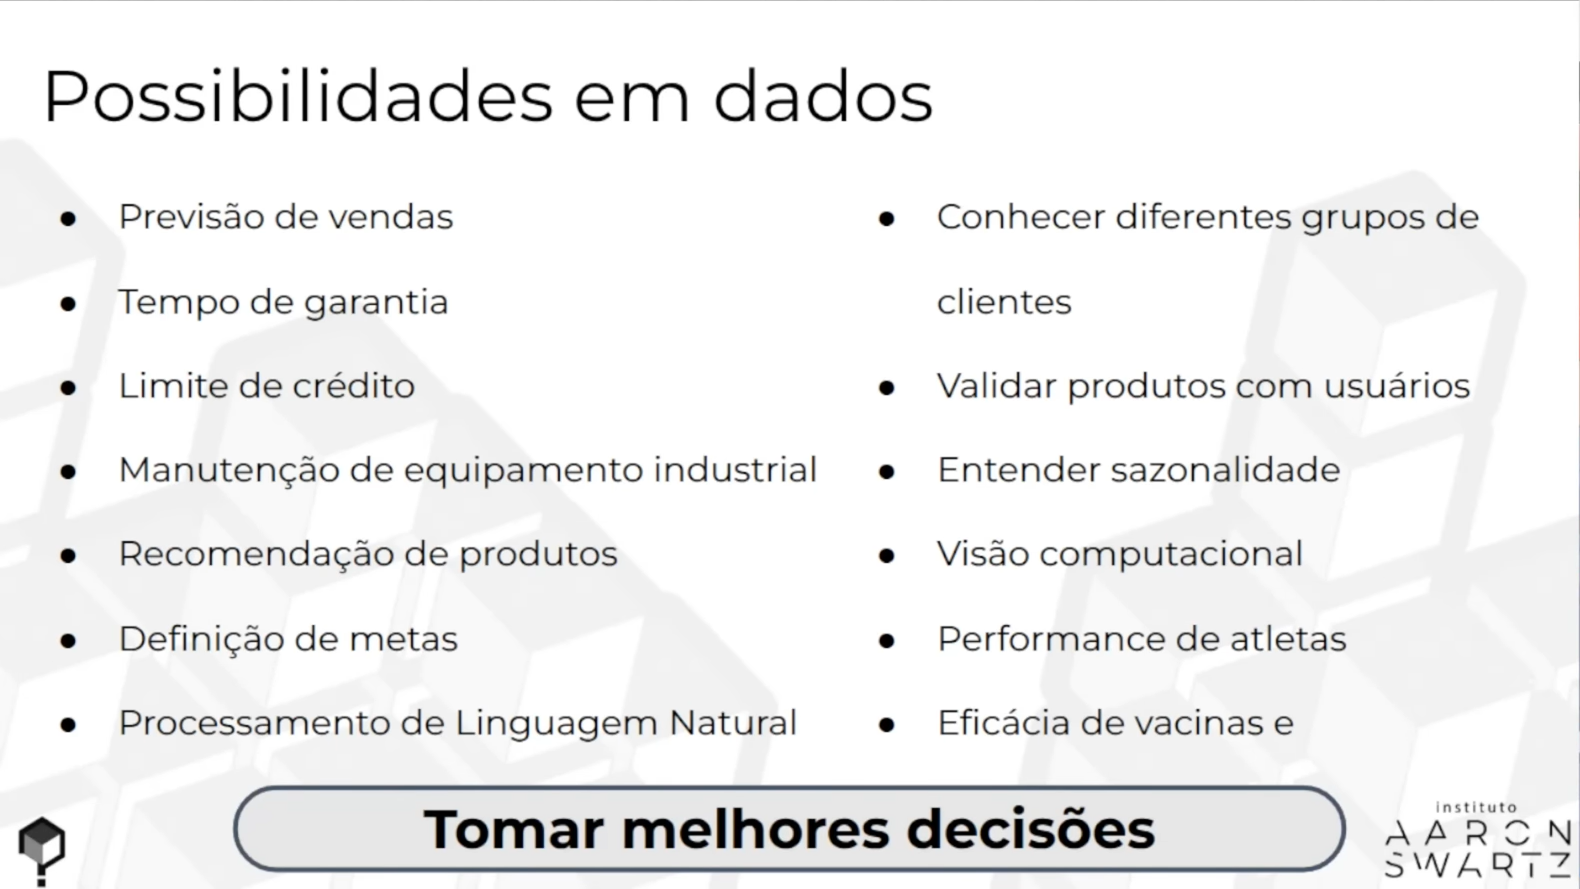 Possibilidades em dados
● Previsão de vendas
● Tempo de garantia
● Limite de crédito
● Manutenção de equipamento industrial
● Recomendação de produtos
● Definição de metas
● Processamento de Linguagem Natural
● Conhecer diferentes grupos de
clientes
● Validar produtos com usuários
● Entender sazonalidade
● Visão computacional
● Performance de atletas
● Eficácia de vacinas e
Tomar melhores decisões
instituto
AARON
SWARTZ